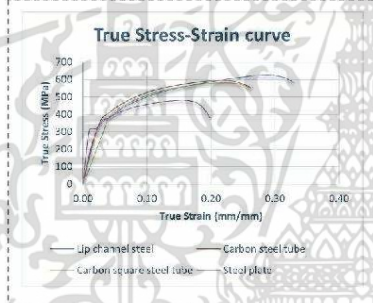 True Stress-Strain curve
True Stress (MPa)
700
600
500
400
300
200
100
0
0.00 0.10 0.20 0.30 0.40
True Strain (mm/mm)
Lip channel steel Carbon steel tube
Carbon square steel tube Steel plate